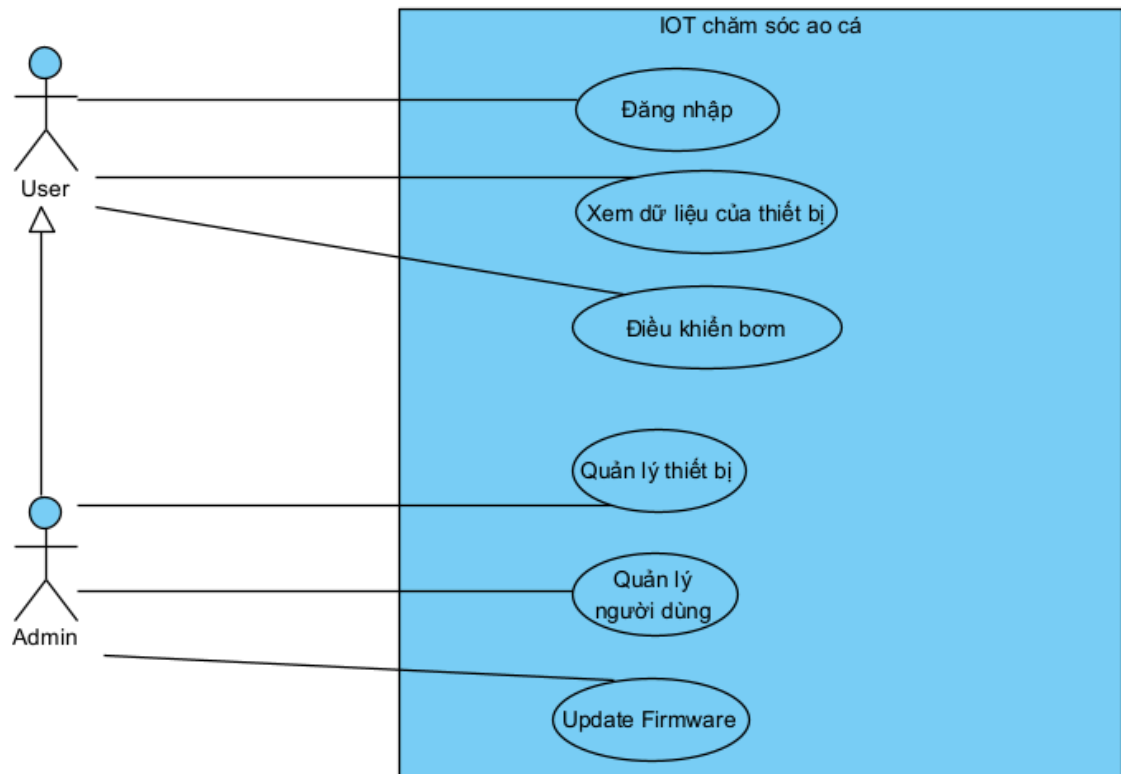 IOT chăm sóc ao cá
Đăng nhập
User
Xem dữ liệu của thiết bị
Điều khiển bơm
Quản lý thiết bị
Quản lý
người dùng
Admin
Update Firmware